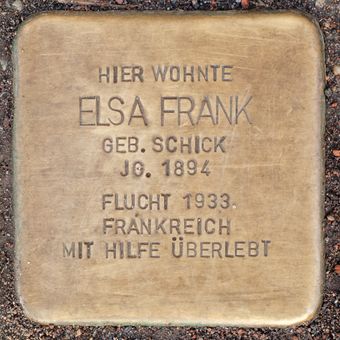 HIER WOHNTE
ELSA FRANK
GEB. SCHICK
JG. 1894
FLUCHT 1933
FRANKREICH
MIT HILFE ÜBERLEBT